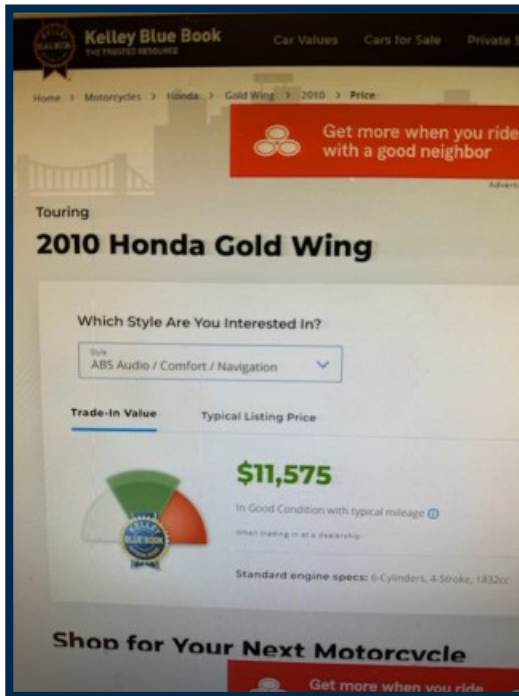 Kelley Blue Book
THE TRUSTED RESOURCE
Car Values Cars for Sale Private
Home > Motorcycles > Honda > Gold Wing > 2010 > Price
Get more when you ride
with a good neighbor
Touring
2010 Honda Gold Wing
Which Style Are You Interested In?
Style
ABS Audio / Comfort / Navigation
Trade-In Value Typical Listing Price
$11,575
In Good Condition with typical mileage
When trading in at a dealership
KELLEY
BLUE BOOK
Standard engine specs: 6-Cylinders, 4-Stroke, 1832cc
Shop for Your Next Motorcycle
Get more when you ride